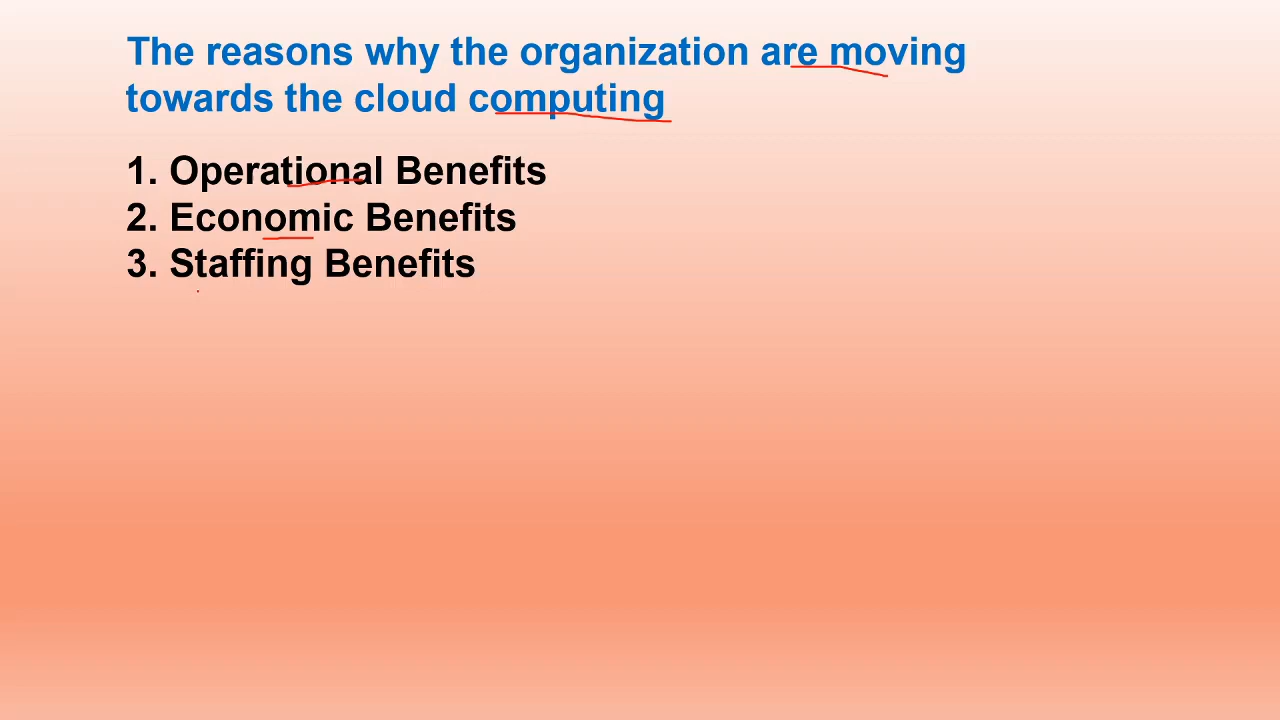 The reasons why the organization are moving
towards the cloud computing
1. Operational Benefits
2. Economic Benefits
3. Staffing Benefits